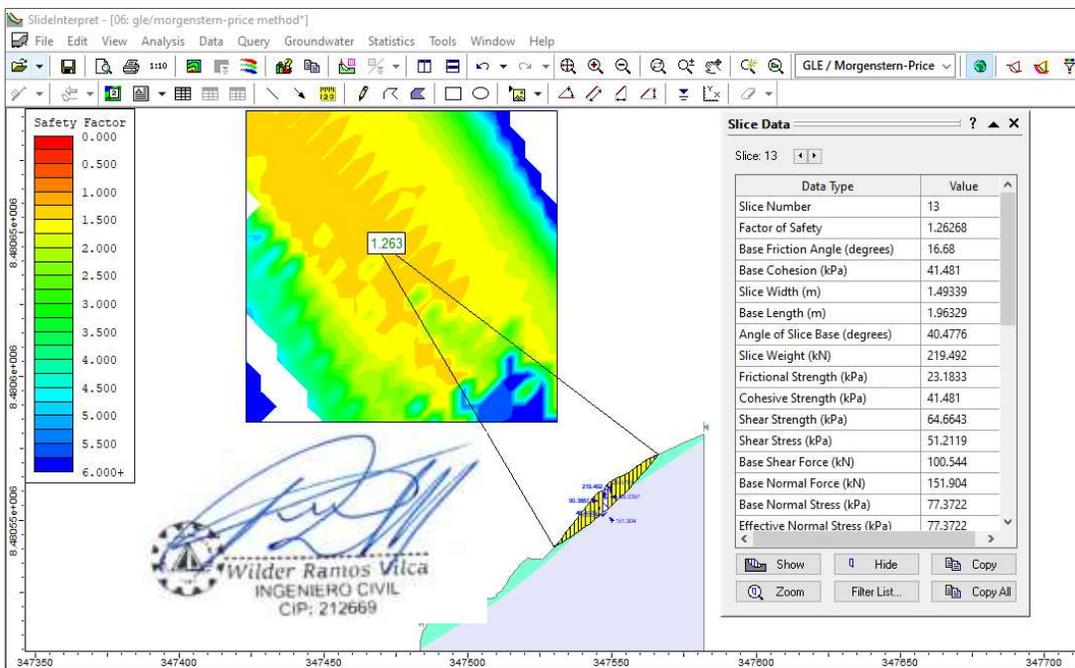 SlideInterpret - [06: gle/morgenstern-price method*]
File Edit View Analysis Data Query Groundwater Statistics Tools Window Help
1:10
GLE / Morgenstern-Price
Safety Factor
0.000
0.500
1.000
1.500
2.000
2.500
3.000
3.500
4.000
4.500
5.000
5.500
6.000+
8.48065e+006
8.4806e+006
8.48055e+006
1.263
219.492
151.904
Wilder Ramos Vilca
INGENIERO CIVIL
CIP: 212669
Slice Data ?
Slice: 13
Data Type Value
Slice Number 13
Factor of Safety 1.26268
Base Friction Angle (degrees) 16.68
Base Cohesion (kPa) 41.481
Slice Width (m) 1.49339
Base Length (m) 1.96329
Angle of Slice Base (degrees) 40.4776
Slice Weight (kN) 219.492
Frictional Strength (kPa) 23.1833
Cohesive Strength (kPa) 41.481
Shear Strength (kPa) 64.6643
Shear Stress (kPa) 51.2119
Base Shear Force (kN) 100.544
Base Normal Force (kN) 151.904
Base Normal Stress (kPa) 77.3722
Effective Normal Stress (kPa) 77.3722
Show Hide Copy
Zoom Filter List... Copy All
347350 347400 347450 347500 347550 347600 347650 347700